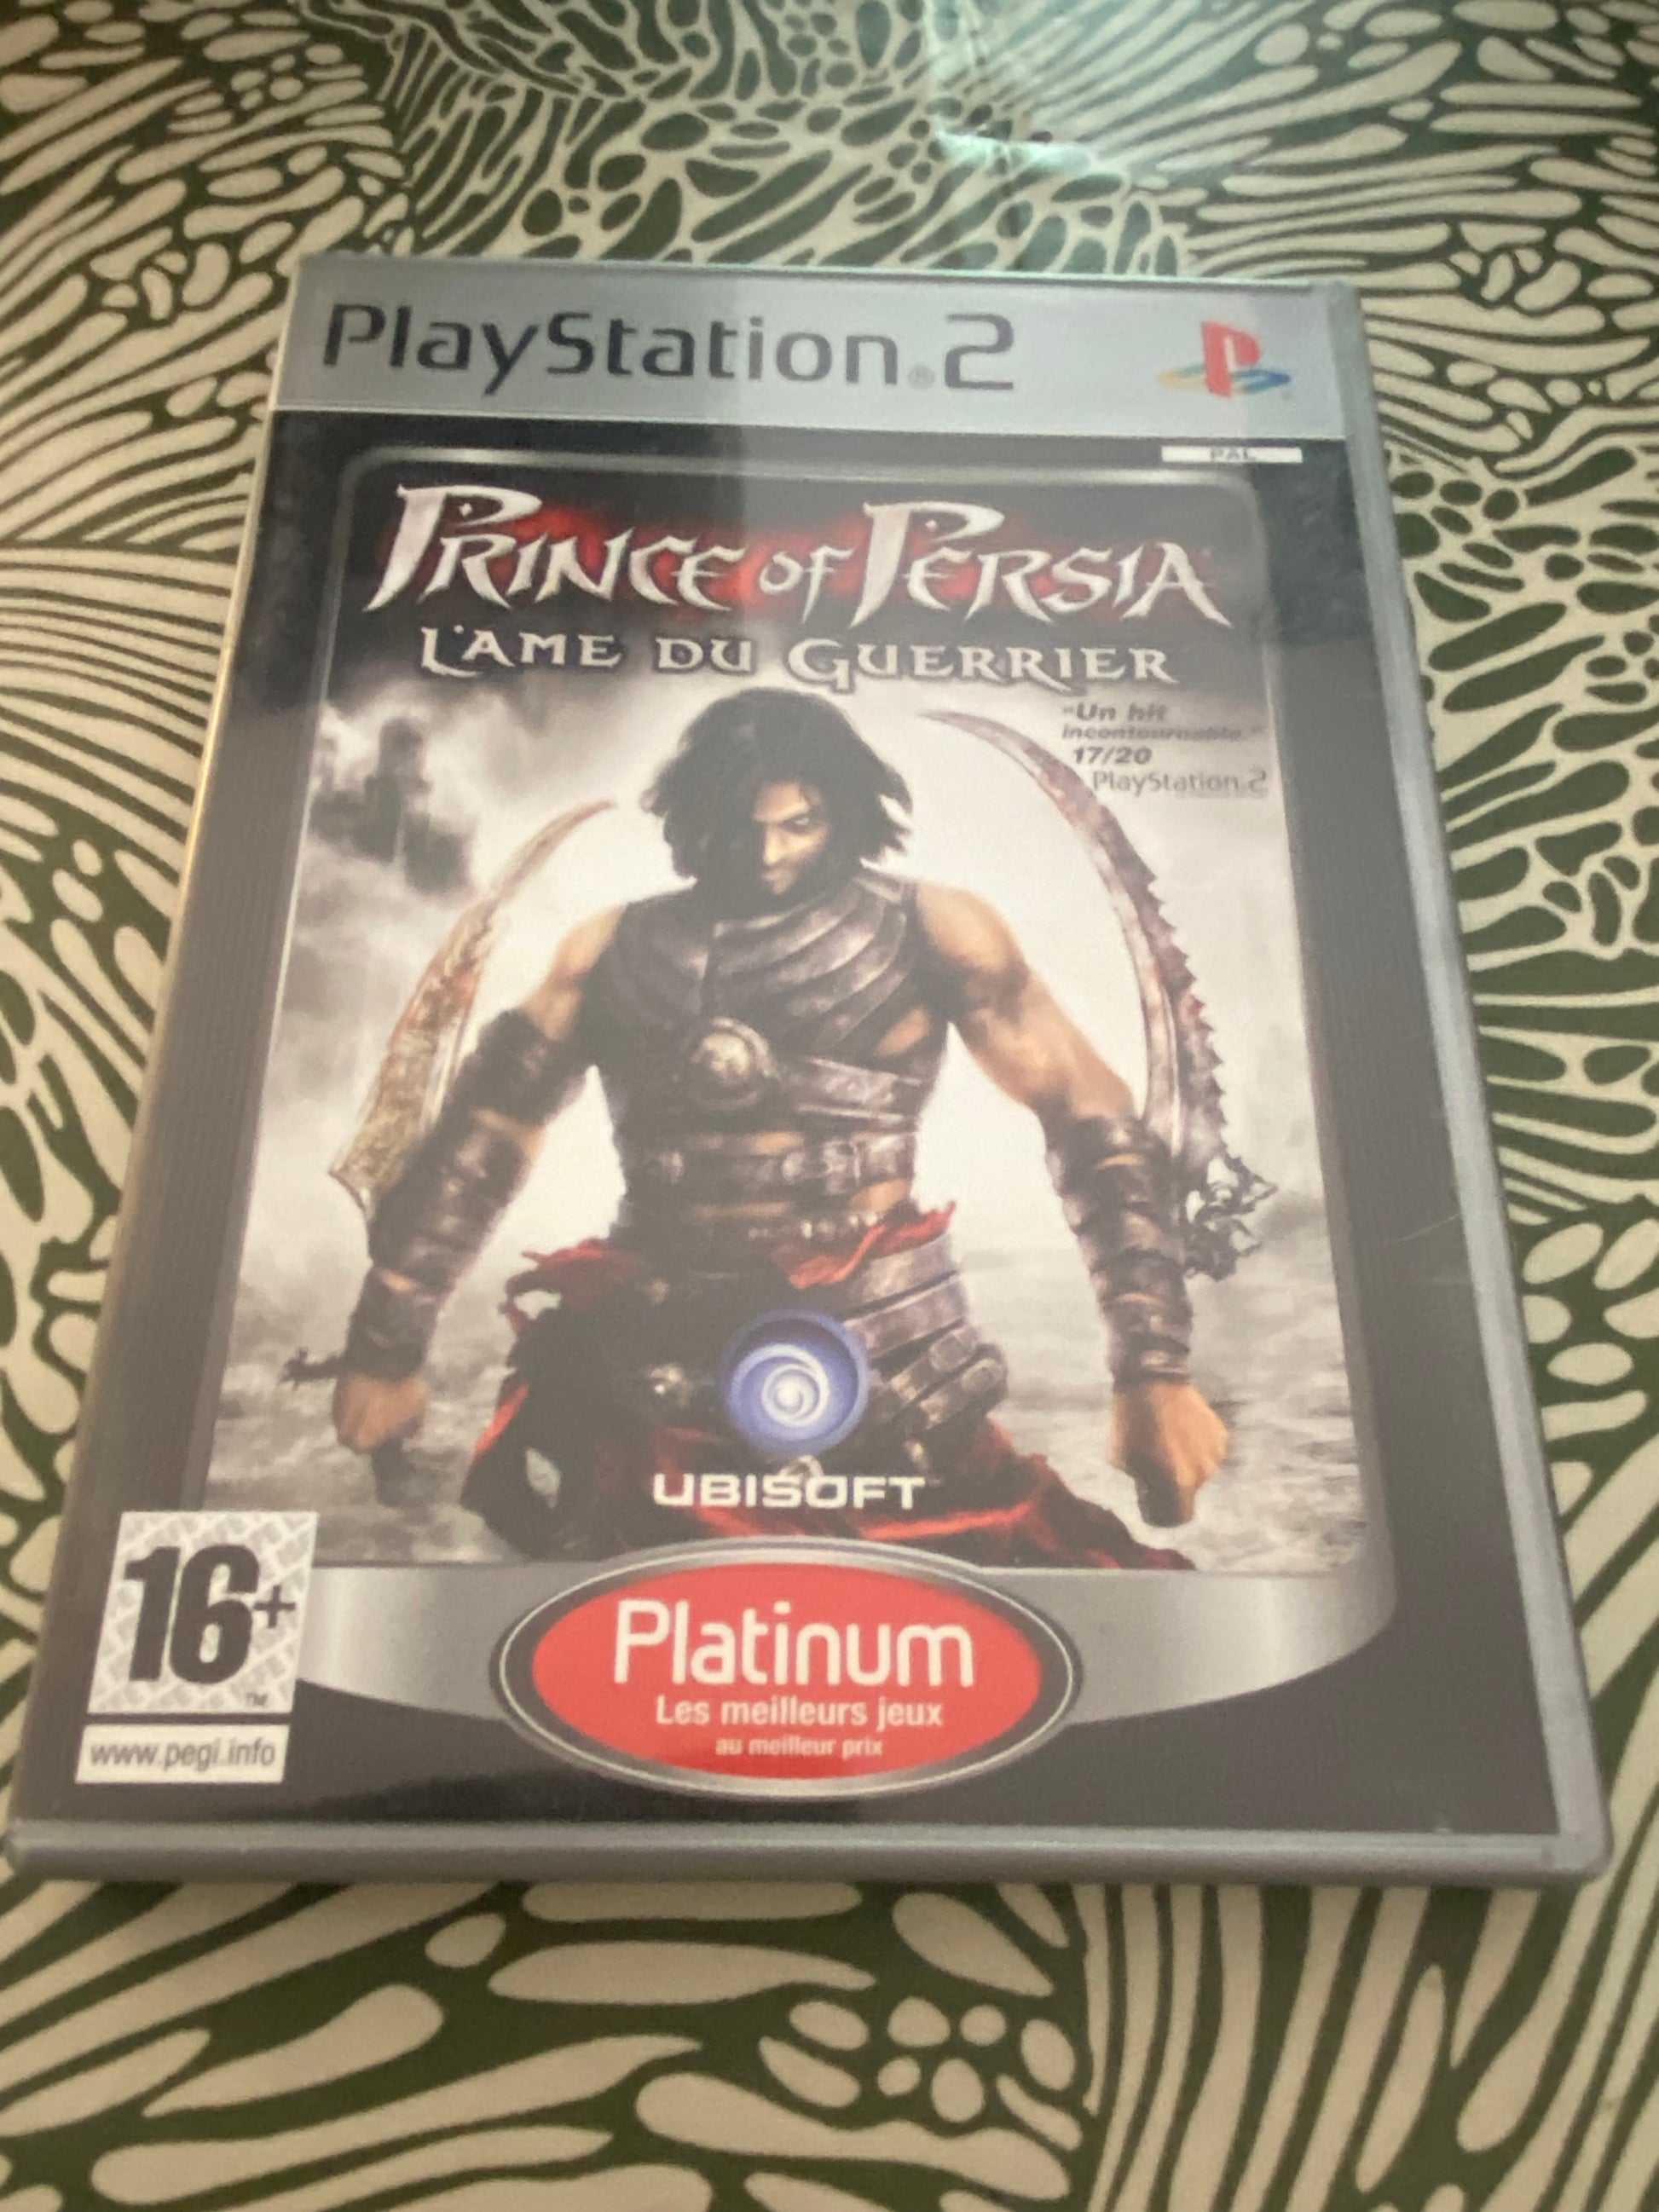 PlayStation®2
PAL
PRINCE OF PERSIA
L'AME DU GUERRIER
"Un hit
incontournable."
17/20
PlayStation 2
UBISOFT
16+
™
www.pegi.info
Platinum
Les meilleurs jeux
au meilleur prix